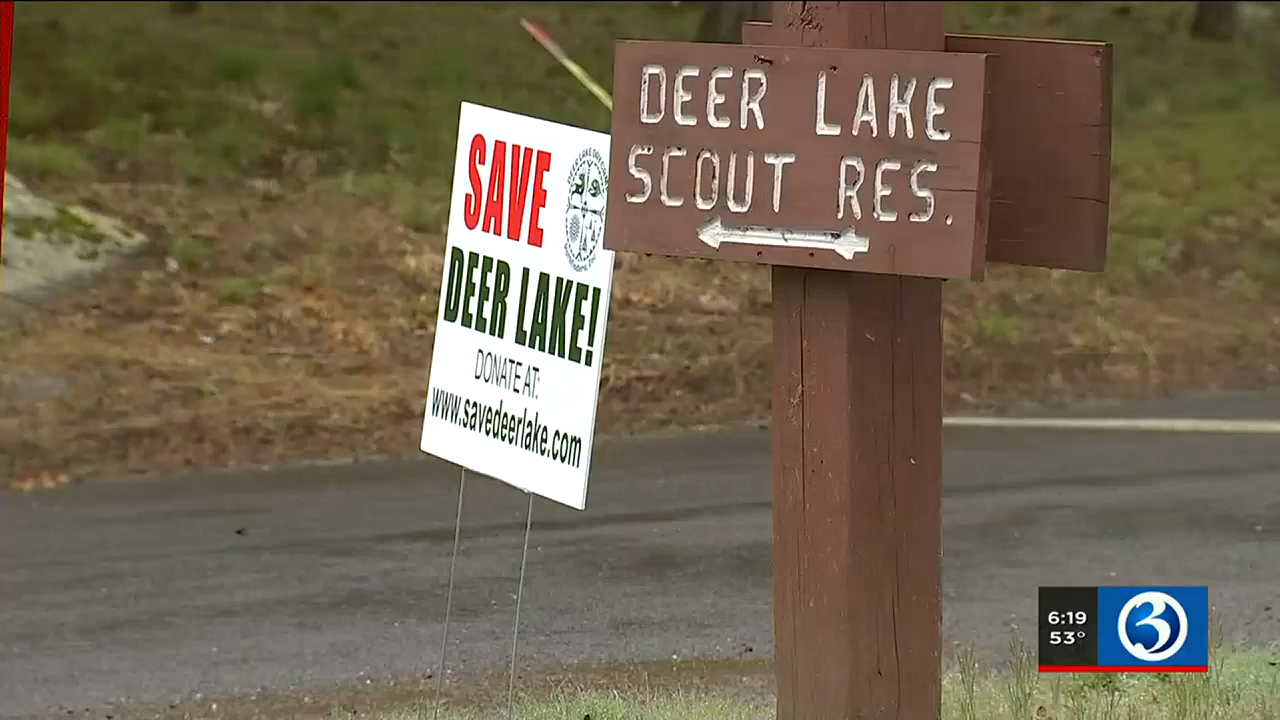 SAVE
DEER LAKE!
DONATE AT:
www.savedeerlake.com
DEER LAKE
SCOUT RES.
6:19
53°
3